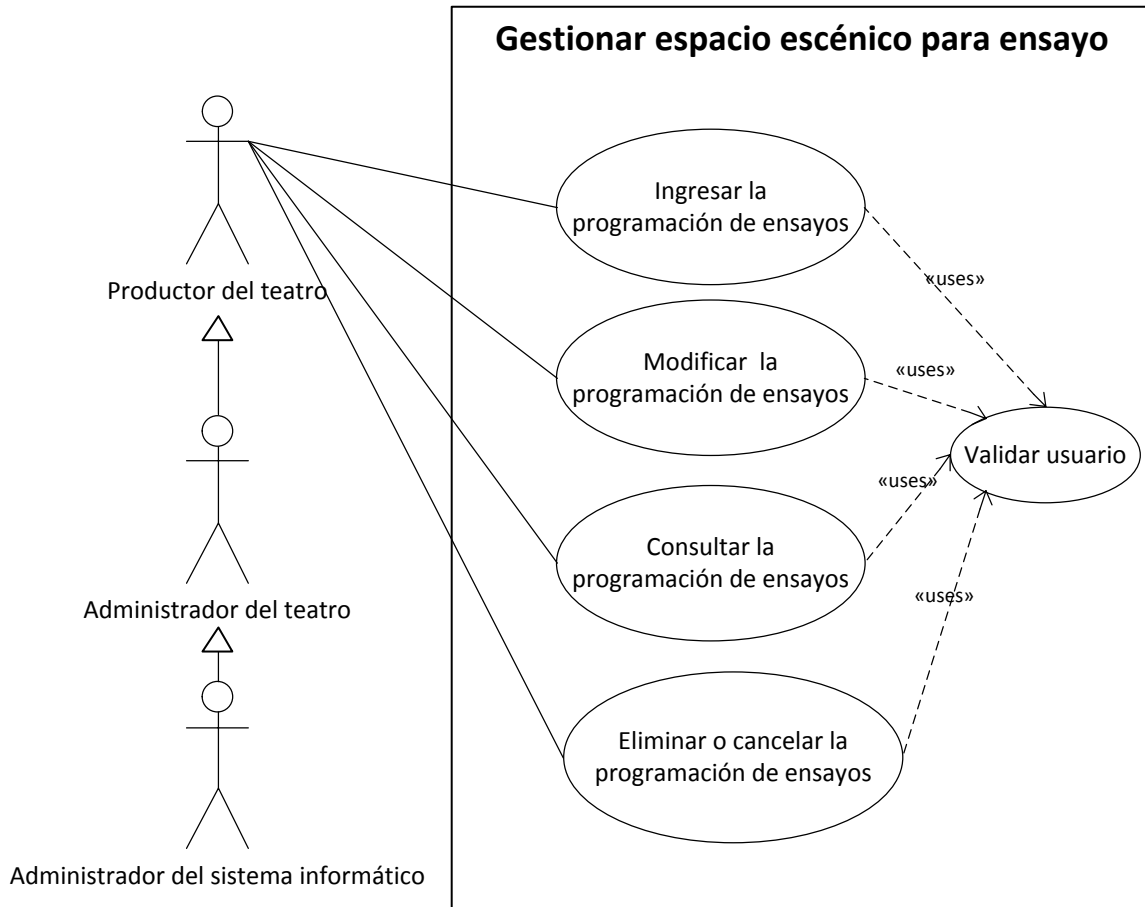 Gestionar espacio escénico para ensayo
Ingresar la
programación de ensayos
«uses»
Productor del teatro
Modificar la
programación de ensayos
«uses»
Validar usuario
«uses»
Consultar la
programación de ensayos
«uses»
Administrador del teatro
Eliminar o cancelar la
programación de ensayos
Administrador del sistema informático